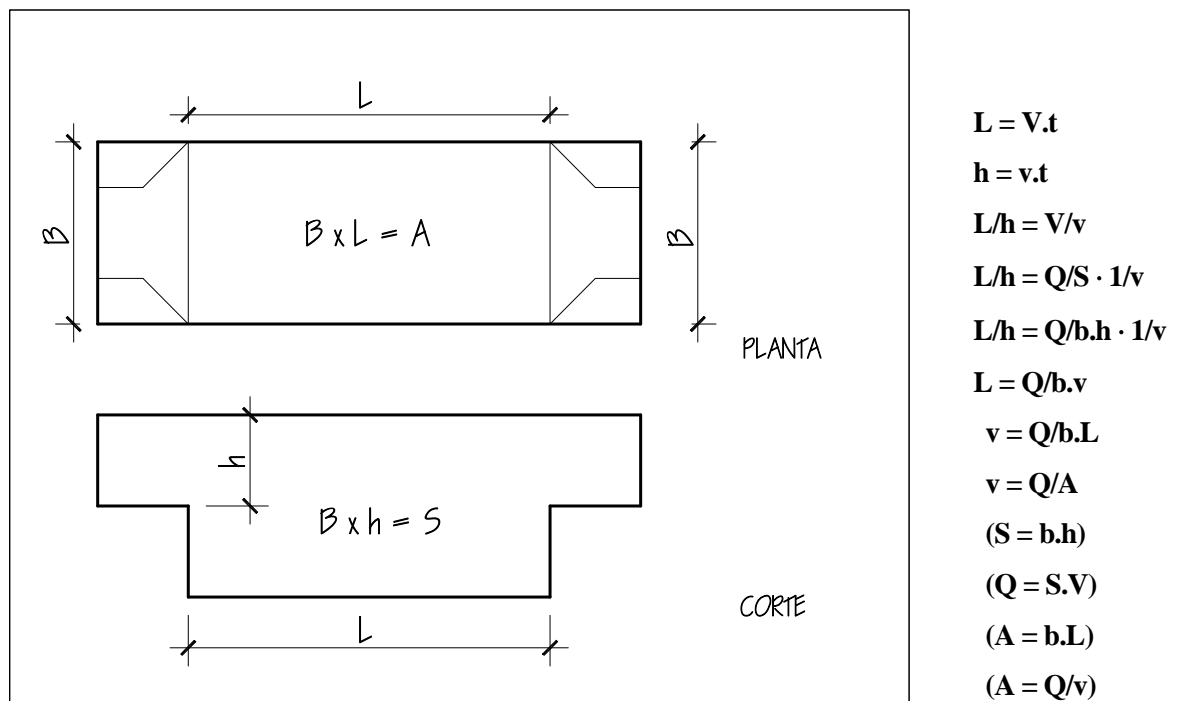 L
B
B x L = A
B
PLANTA
h
B x h = S
CORTE
L
L = V.t
h = v.t
L/h = V/v
L/h = Q/S · 1/v
L/h = Q/b.h · 1/v
L = Q/b.v
v = Q/b.L
v = Q/A
(S = b.h)
(Q = S.V)
(A = b.L)
(A = Q/v)